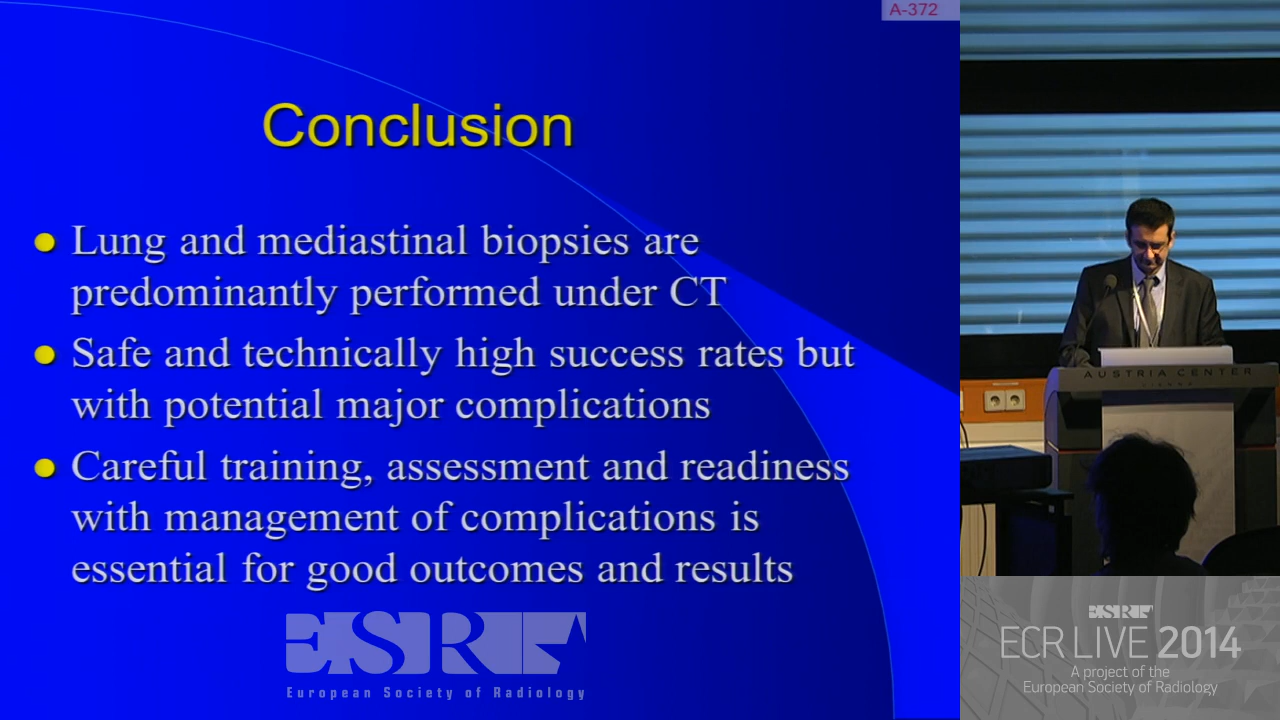 A-372
Conclusion
Lung and mediastinal biopsies are
predominantly performed under CT
Safe and technically high success rates but
with potential major complications
Careful training, assessment and readiness
with management of complications is
essential for good outcomes and results
ESR
European Society of Radiology
AUSTRIA CENTER
VIENNA
ESR
ECR LIVE 2014
A project of the
European Society of Radiology